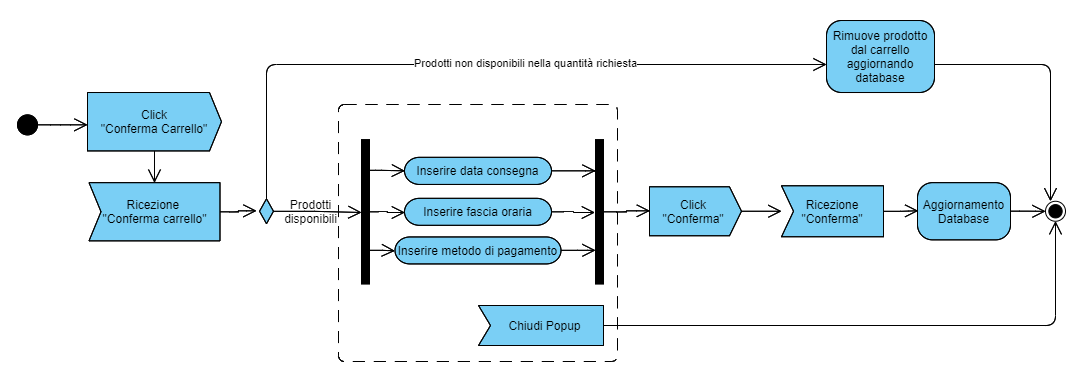 Rimuove prodotto
dal carrello
aggiornando
database
Prodotti non disponibili nella quantità richiesta
Click
"Conferma Carrello"
Ricezione
"Conferma carrello"
Prodotti
disponibili
Inserire data consegna
Inserire fascia oraria
Inserire metodo di pagamento
Click
"Conferma"
Ricezione
"Conferma"
Aggiornamento
Database
Chiudi Popup